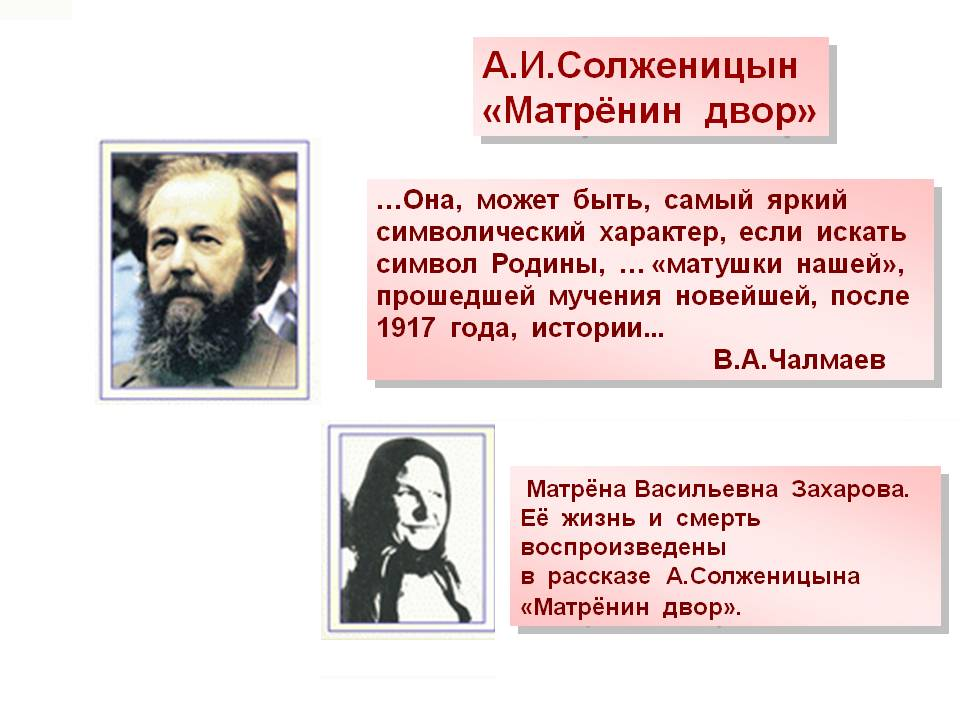 А.И.Солженицын
«Матрёнин двор»
…Она, может быть, самый яркий
символический характер, если искать
символ Родины, … «матушки нашей»,
прошедшей мучения новейшей, после
1917 года, истории...
В.А.Чалмаев
Матрёна Васильевна Захарова.
Её жизнь и смерть
воспроизведены
в рассказе А.Солженицына
«Матрёнин двор».